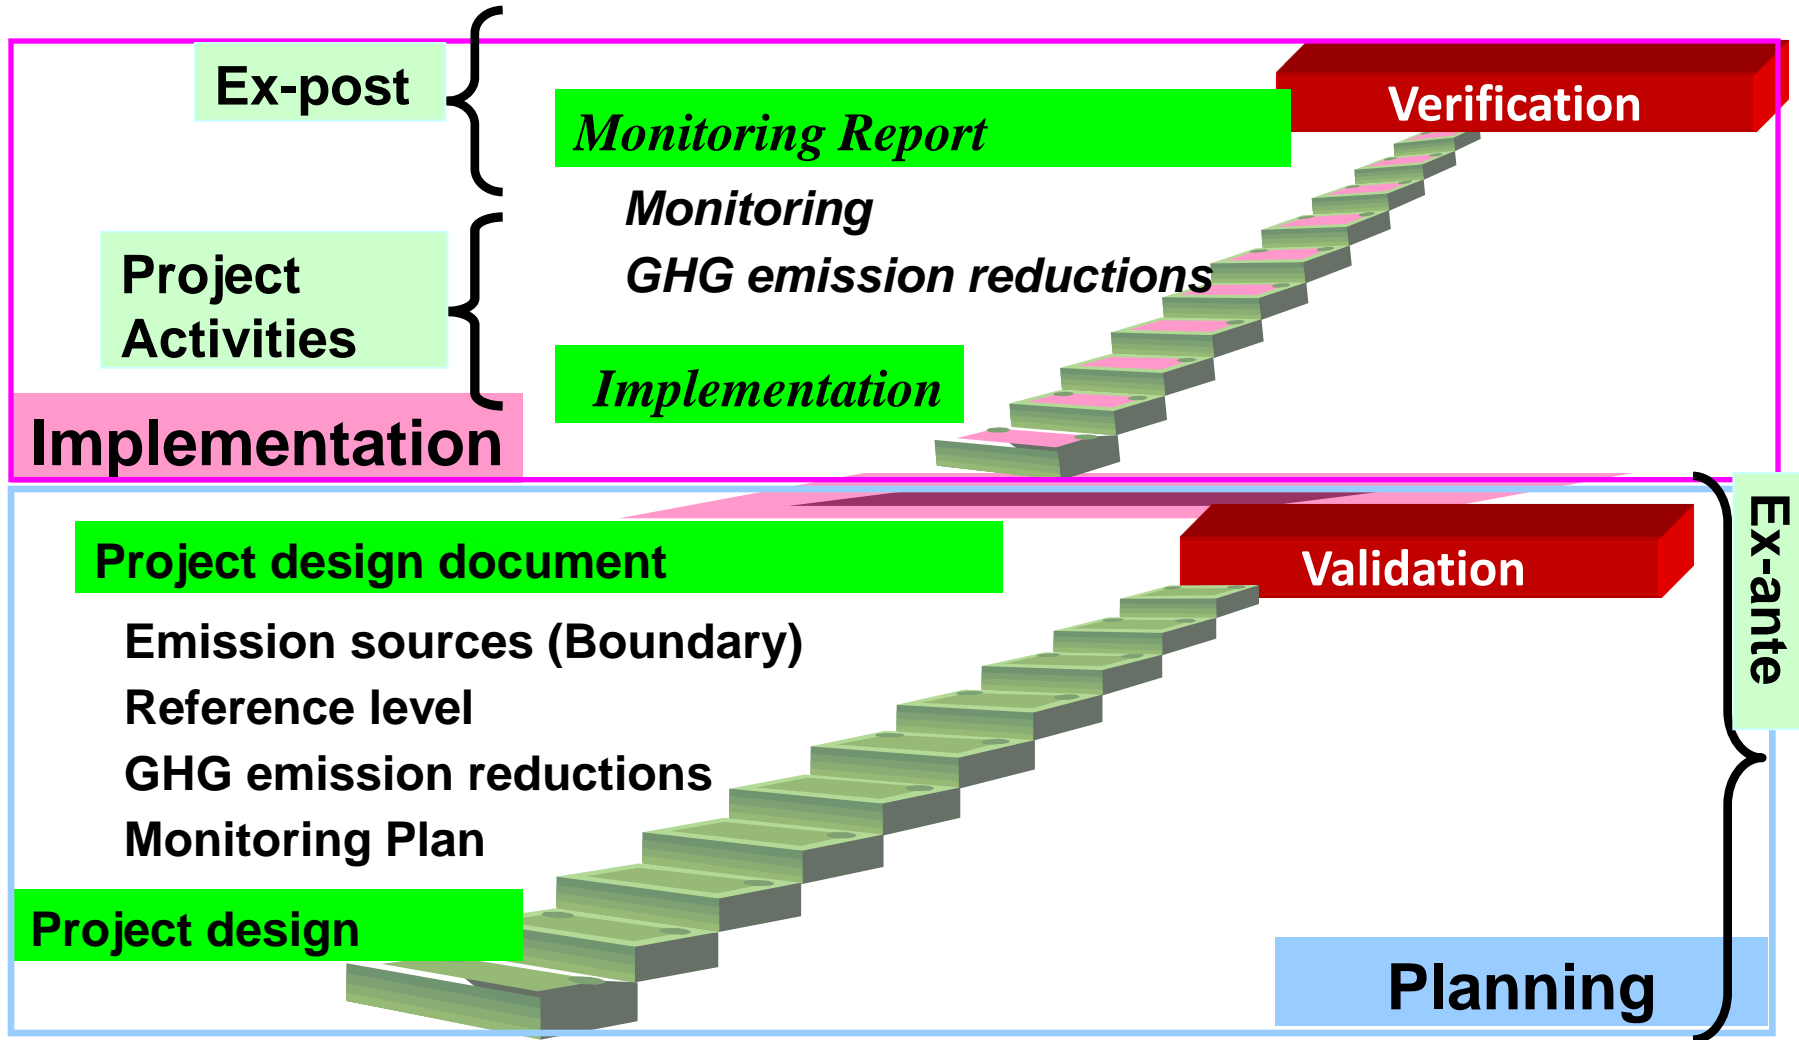 Ex-post
Verification
Monitoring Report
Monitoring
GHG emission reductions
Project
Activities
Implementation
Implementation
Ex-ante
Project design document
Validation
Emission sources (Boundary)
Reference level
GHG emission reductions
Monitoring Plan
Project design
Planning